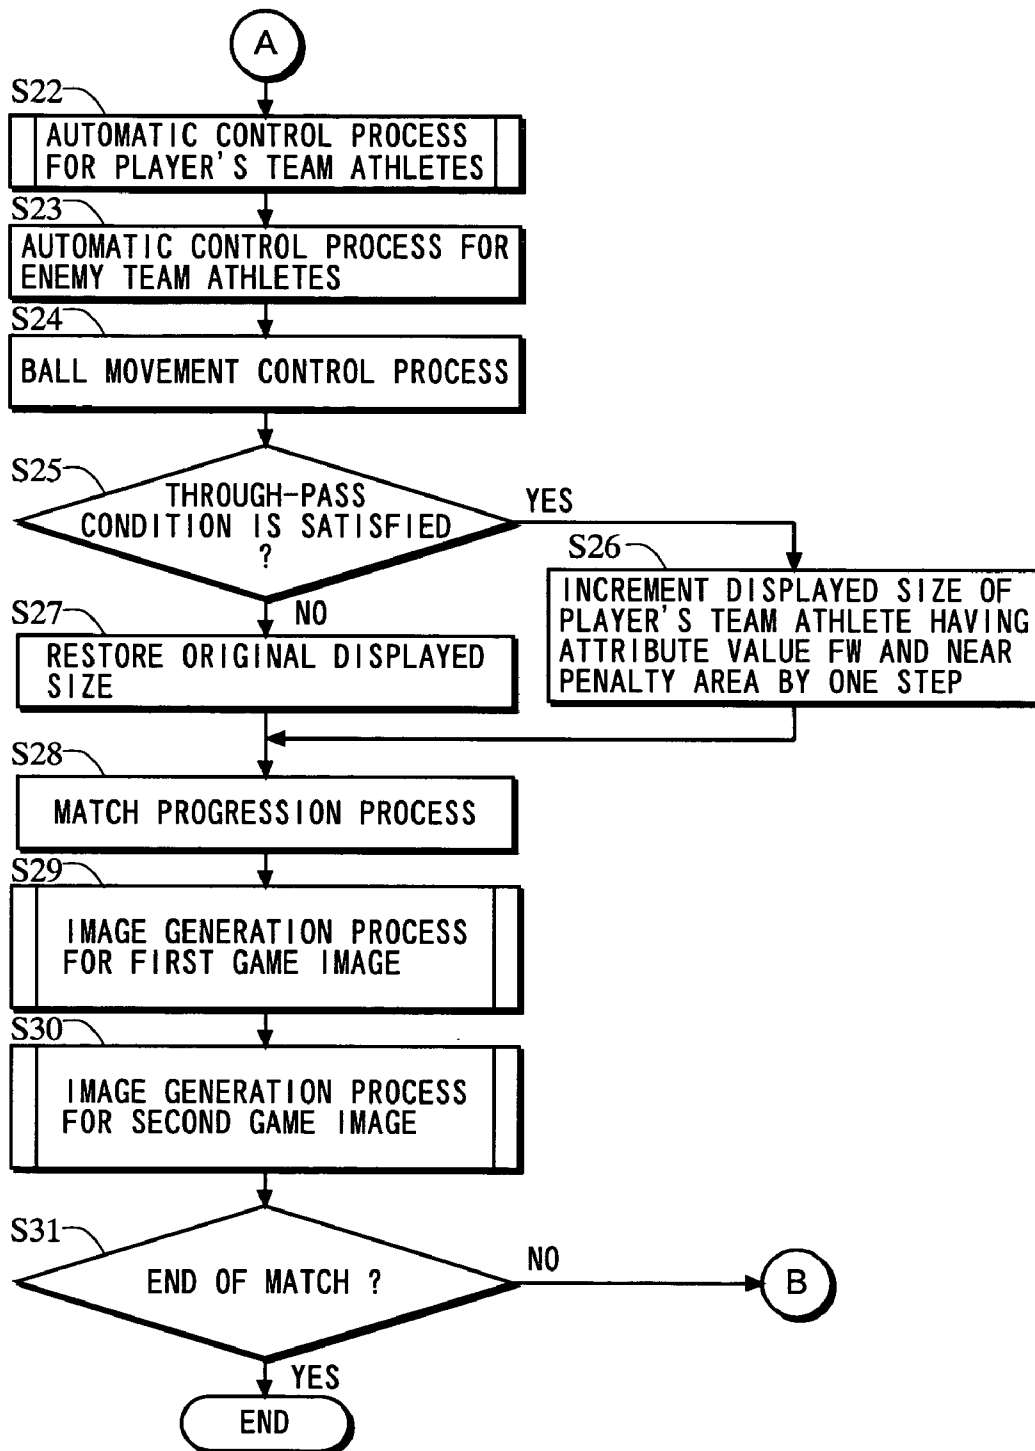 A
S22
AUTOMATIC CONTROL PROCESS
FOR PLAYER'S TEAM ATHLETES
S23
AUTOMATIC CONTROL PROCESS FOR
ENEMY TEAM ATHLETES
S24
BALL MOVEMENT CONTROL PROCESS
S25
THROUGH-PASS
CONDITION IS SATISFIED
?
YES
S26
INCREMENT DISPLAYED SIZE OF
PLAYER'S TEAM ATHLETE HAVING
ATTRIBUTE VALUE FW AND NEAR
PENALTY AREA BY ONE STEP
NO
S27
RESTORE ORIGINAL DISPLAYED
SIZE
S28
MATCH PROGRESSION PROCESS
S29
IMAGE GENERATION PROCESS
FOR FIRST GAME IMAGE
S30
IMAGE GENERATION PROCESS
FOR SECOND GAME IMAGE
S31
END OF MATCH ?
NO
B
YES
END